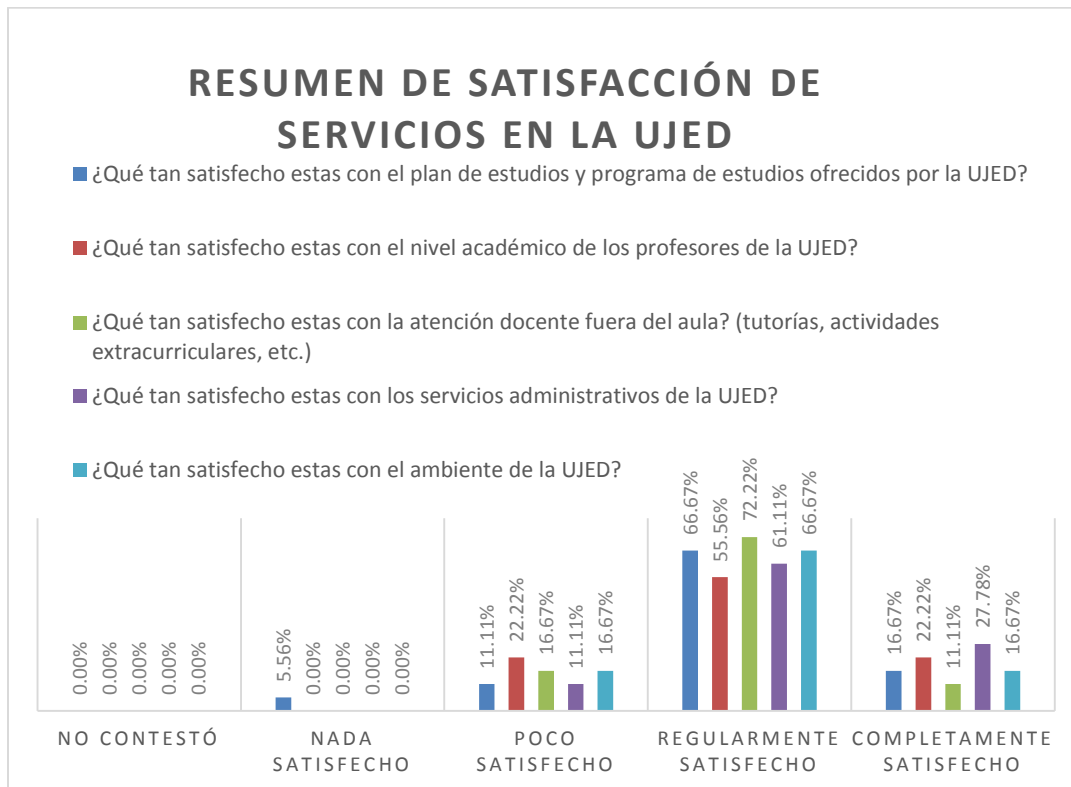 RESUMEN DE SATISFACCIÓN DE
SERVICIOS EN LA UJED
¿Qué tan satisfecho estas con el plan de estudios y programa de estudios ofrecidos por la UJED?
¿Qué tan satisfecho estas con el nivel académico de los profesores de la UJED?
¿Qué tan satisfecho estas con la atención docente fuera del aula? (tutorías, actividades
extracurriculares, etc.)
¿Qué tan satisfecho estas con los servicios administrativos de la UJED?
¿Qué tan satisfecho estas con el ambiente de la UJED?
0.00%
0.00%
0.00%
0.00%
0.00%
5.56%
0.00%
0.00%
0.00%
0.00%
11.11%
22.22%
16.67%
11.11%
16.67%
66.67%
55.56%
72.22%
61.11%
66.67%
16.67%
22.22%
11.11%
27.78%
16.67%
NO CONTESTÓ
NADA
SATISFECHO
POCO
SATISFECHO
REGULARMENTE
SATISFECHO
COMPLETAMENTE
SATISFECHO